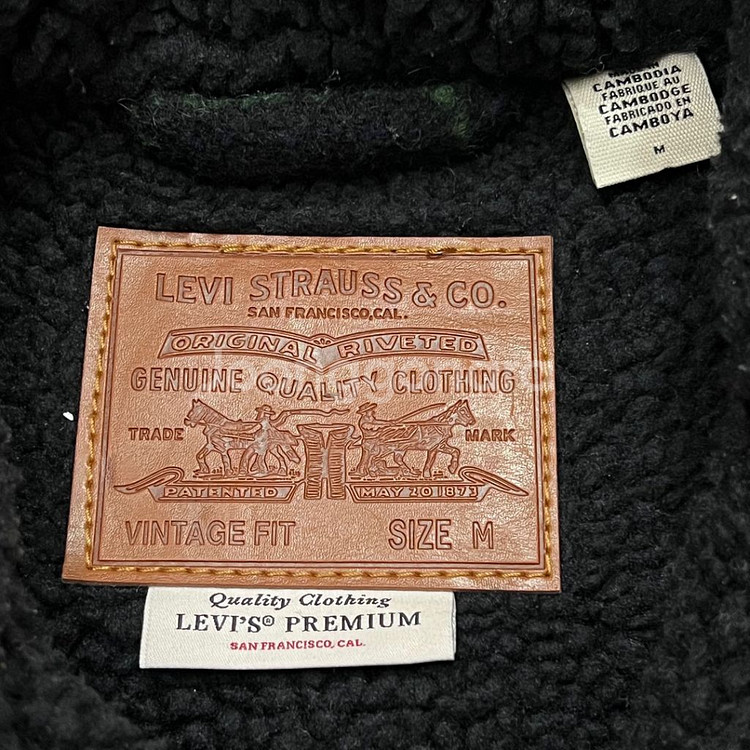 CAMBODIA
FABRIQUE AU
CAMBODGE
FABRICADO EN
CAMBOYA
M
LEVI STRAUSS & CO.
SAN FRANCISCO, CAL.
ORIGINAL RIVETED
GENUINE QUALITY CLOTHING
TRADE MARK
PATENTED MAY 20 1873
VINTAGE FIT SIZE M
Quality Clothing
LEVI'S® PREMIUM
SAN FRANCISCO, CAL.